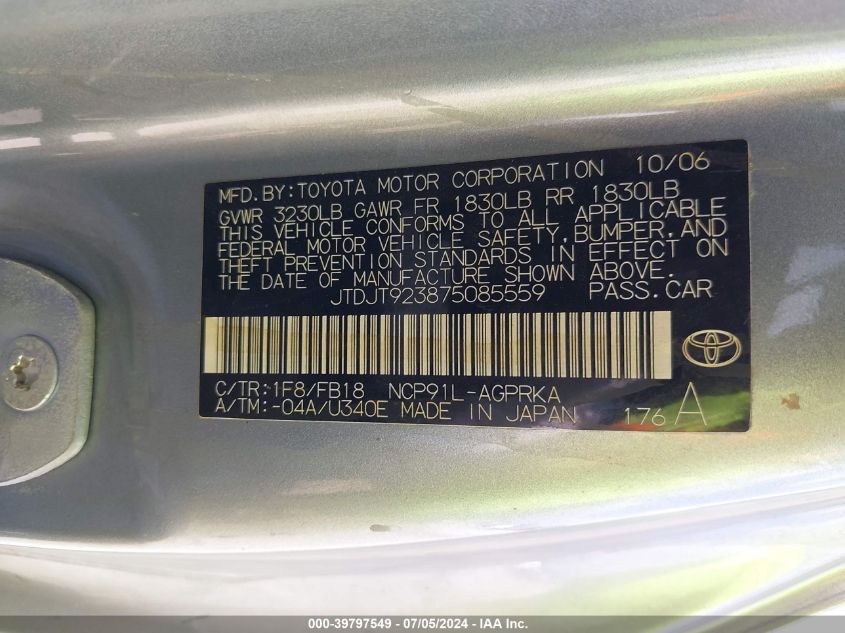 MFD. BY: TOYOTA MOTOR CORPORATION 10/06
GVWR 3230LB GAWR FR 1830LB RR 1830LB
THIS VEHICLE CONFORMS TO ALL APPLICABLE
FEDERAL MOTOR VEHICLE SAFETY, BUMPER, AND
THEFT PREVENTION STANDARDS IN EFFECT ON
THE DATE OF MANUFACTURE SHOWN ABOVE.
JTDJT923875085559 PASS. CAR
C/TR: 1F8/FB18 NCP91L-AGPRKA
A/TM: -04A/U340E MADE IN JAPAN 176 A
000-39797549 / 07/05/2024 - IAA Inc.